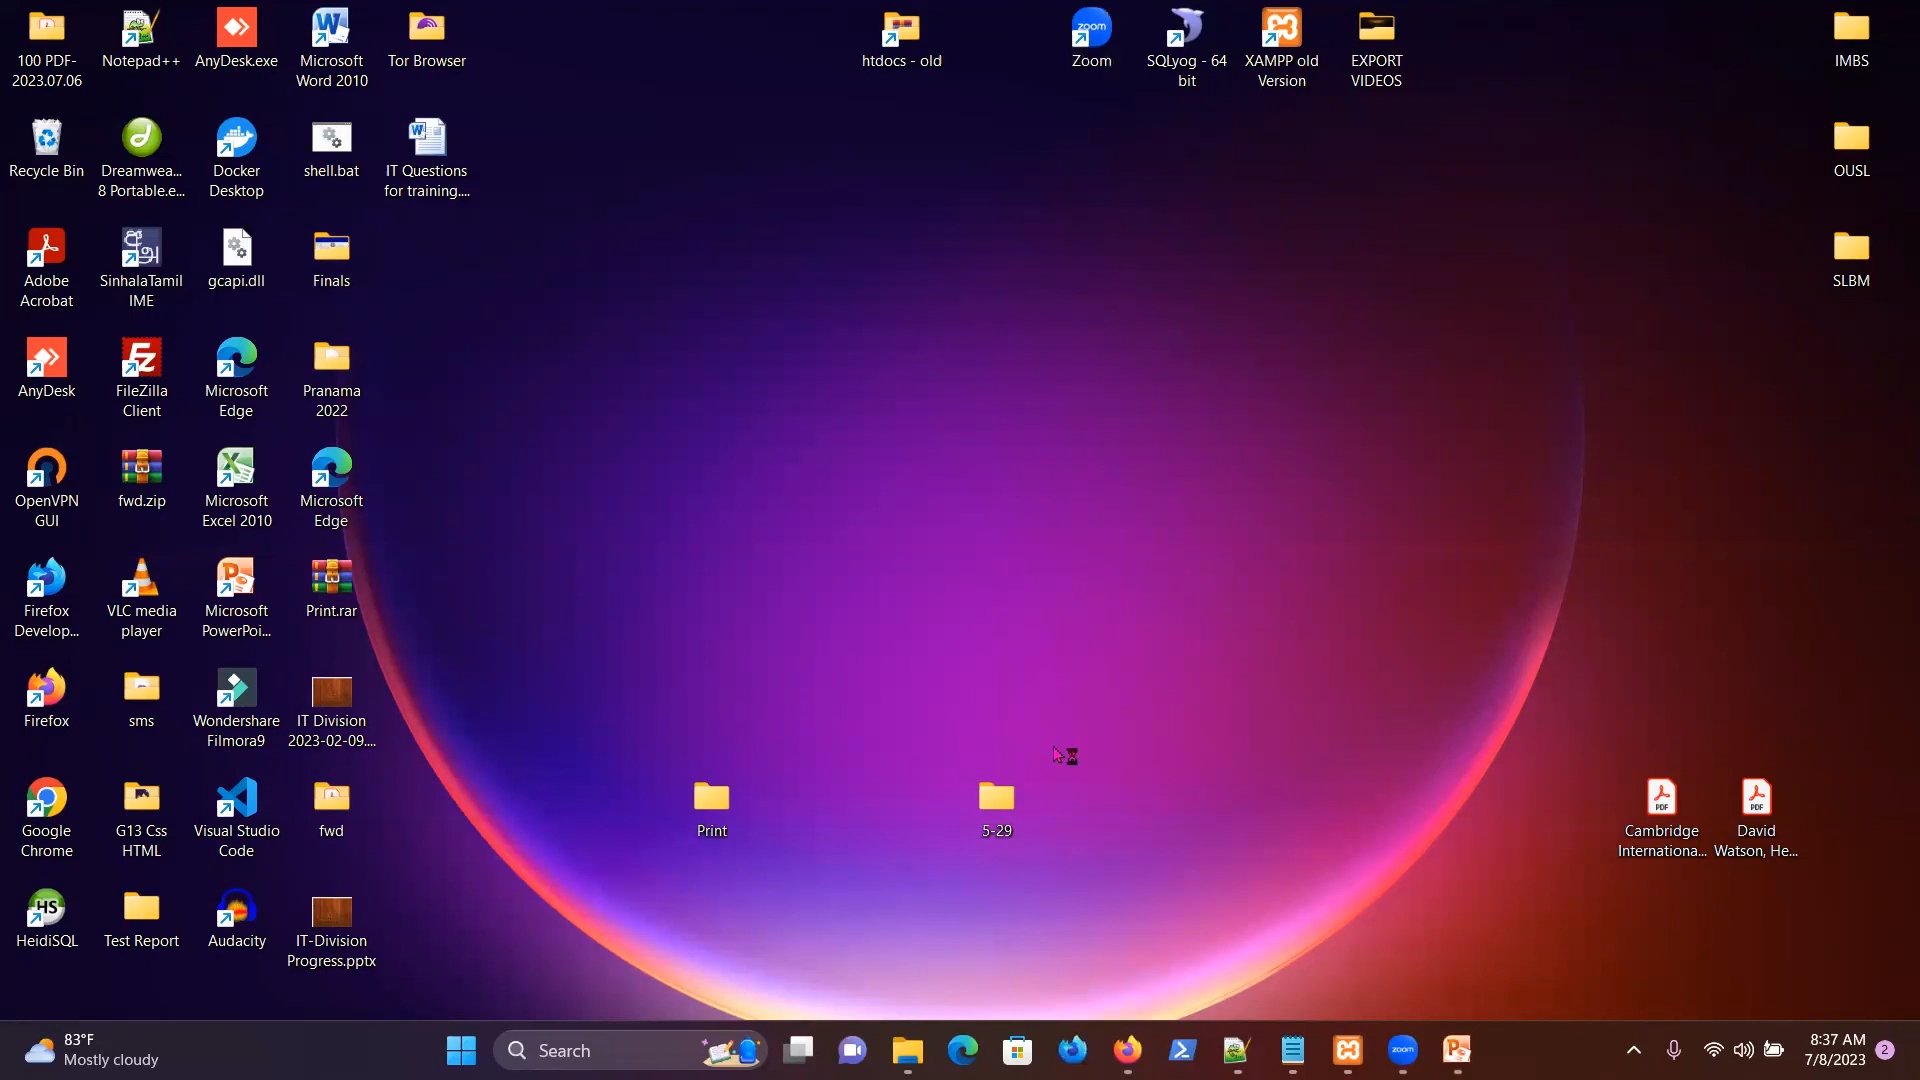 100 PDF-
2023.07.06
Notepad++
AnyDesk.exe
Microsoft
Word 2010
Tor Browser
htdocs - old
zoom
Zoom
SQLyog - 64
bit
XAMPP old
Version
EXPORT
VIDEOS
IMBS
Recycle Bin
Dreamwea...
8 Portable.e...
Docker
Desktop
shell.bat
IT Questions
for training....
OUSL
Adobe
Acrobat
SinhalaTamil
IME
gcapi.dll
Finals
SLBM
AnyDesk
FileZilla
Client
Microsoft
Edge
Pranama
2022
OpenVPN
GUI
fwd.zip
Microsoft
Excel 2010
Microsoft
Edge
Firefox
Develop...
VLC media
player
Microsoft
PowerPoi...
Print.rar
Firefox
sms
Wondershare
Filmora9
IT Division
2023-02-09....
Google
Chrome
G13 Css
HTML
Visual Studio
Code
fwd
Print
5-29
PDF
Cambridge
Internationa...
PDF
David
Watson, He...
HS
HeidiSQL
Test Report
Audacity
IT-Division
Progress.pptx
83°F
Mostly cloudy
Search
zoom
8:37 AM
7/8/2023
2